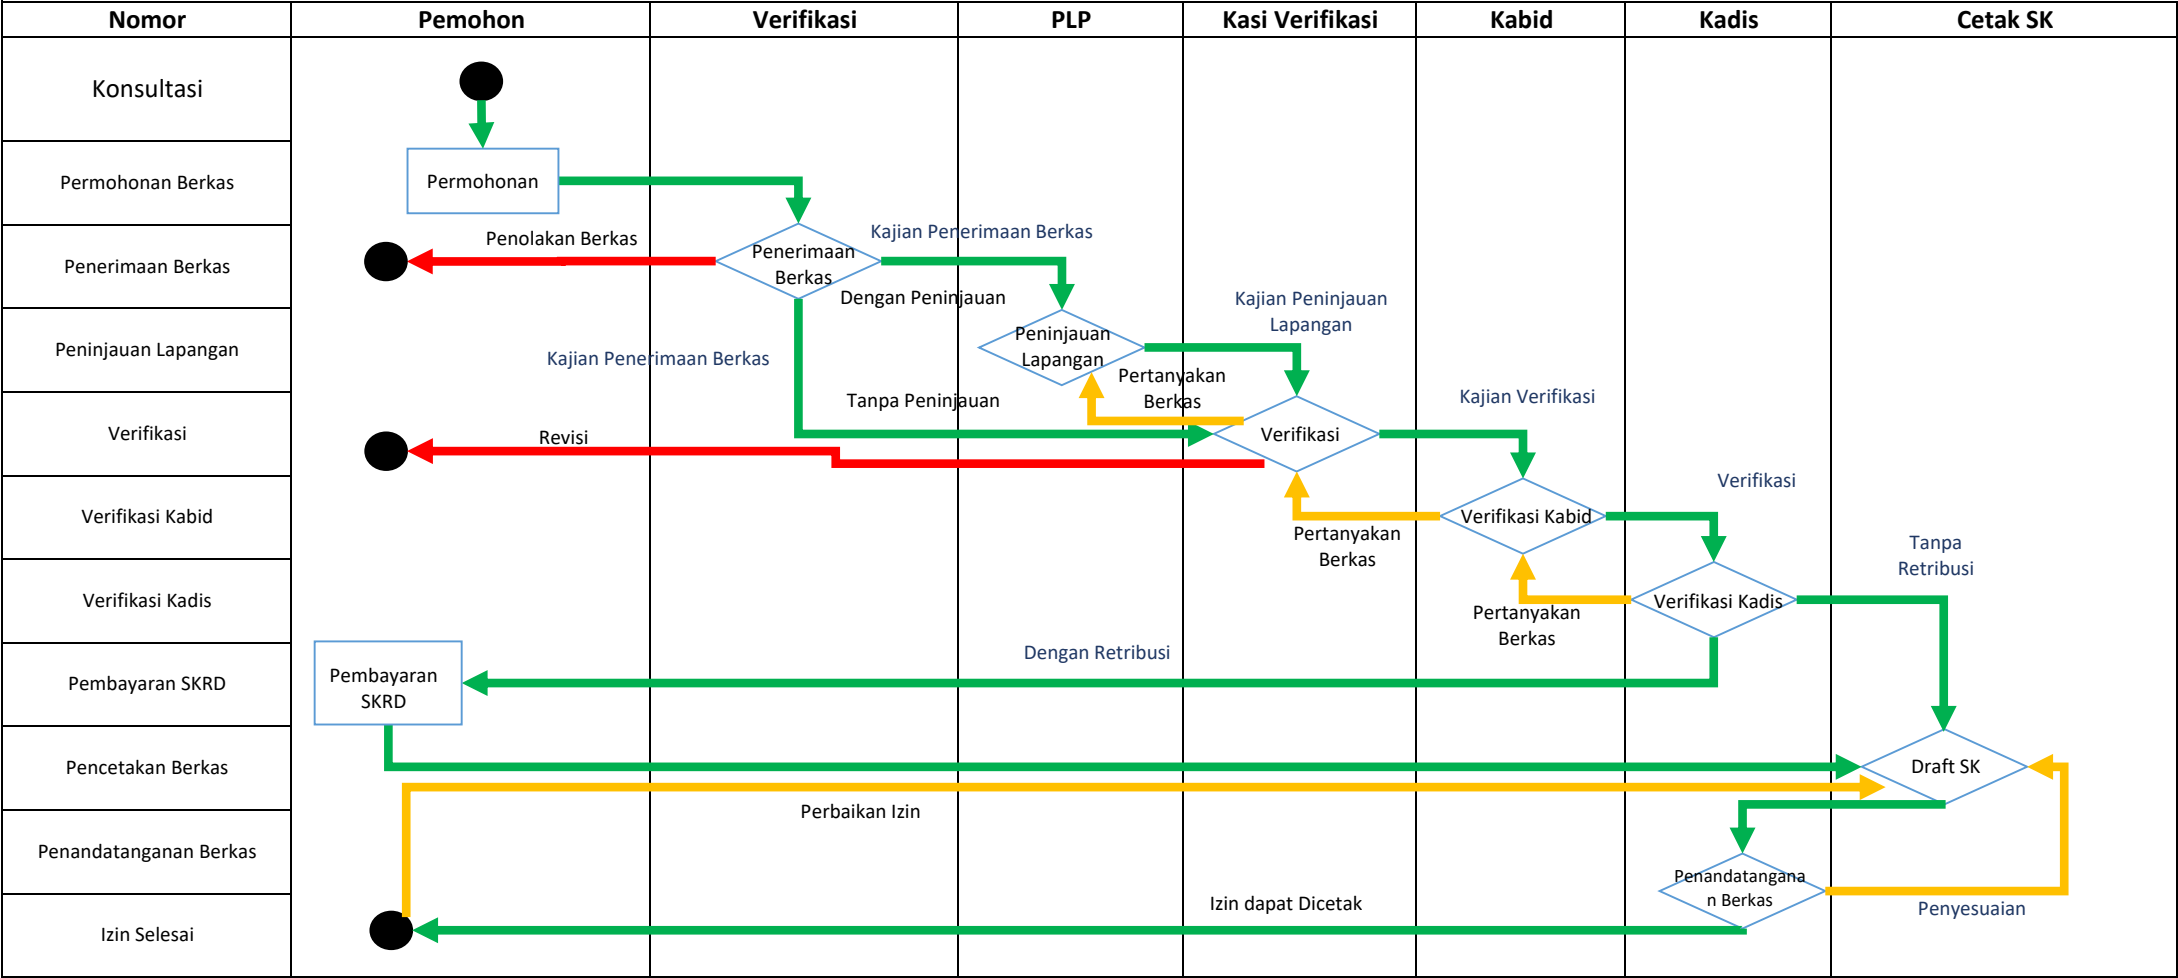 Nomor
Pemohon
Verifikasi
PLP
Kasi Verifikasi
Kabid
Kadis
Cetak SK
Konsultasi
Permohonan Berkas
Permohonan
Penerimaan Berkas
Penolakan Berkas
Penerimaan
Berkas
Kajian Penerimaan Berkas
Dengan Peninjauan
Peninjauan Lapangan
Kajian Penerimaan Berkas
Peninjauan
Lapangan
Kajian Peninjauan
Lapangan
Pertanyakan
Berkas
Tanpa Peninjauan
Kajian Verifikasi
Verifikasi
Revisi
Verifikasi
Verifikasi
Verifikasi Kabid
Verifikasi Kabid
Pertanyakan
Berkas
Tanpa
Retribusi
Verifikasi Kadis
Verifikasi Kadis
Pertanyakan
Berkas
Dengan Retribusi
Pembayaran SKRD
Pembayaran
SKRD
Pencetakan Berkas
Draft SK
Perbaikan Izin
Penandatanganan Berkas
Penandatangana
n Berkas
Penyesuaian
Izin dapat Dicetak
Izin Selesai